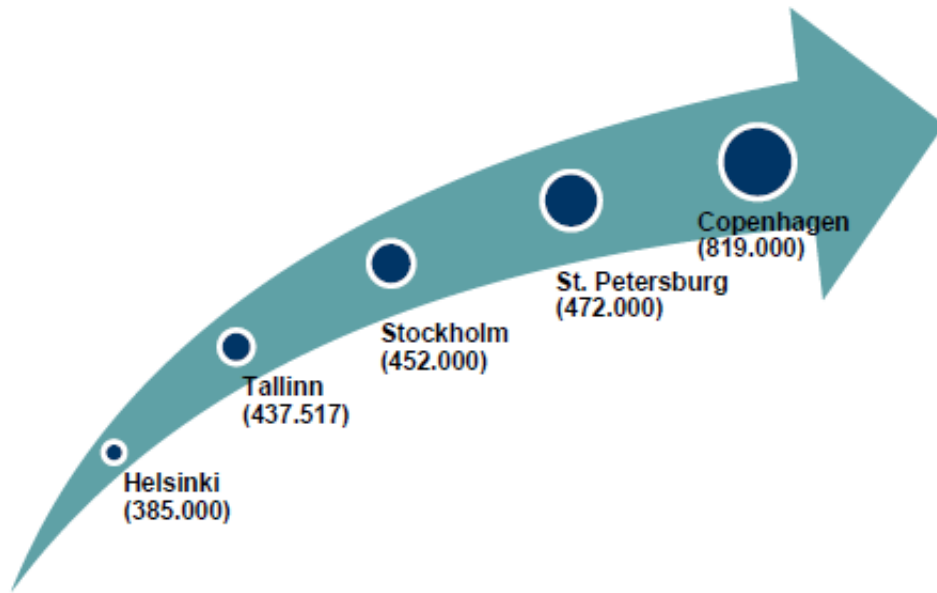 Copenhagen
(819.000)
St. Petersburg
(472.000)
Stockholm
(452.000)
Tallinn
(437.517)
Helsinki
(385.000)